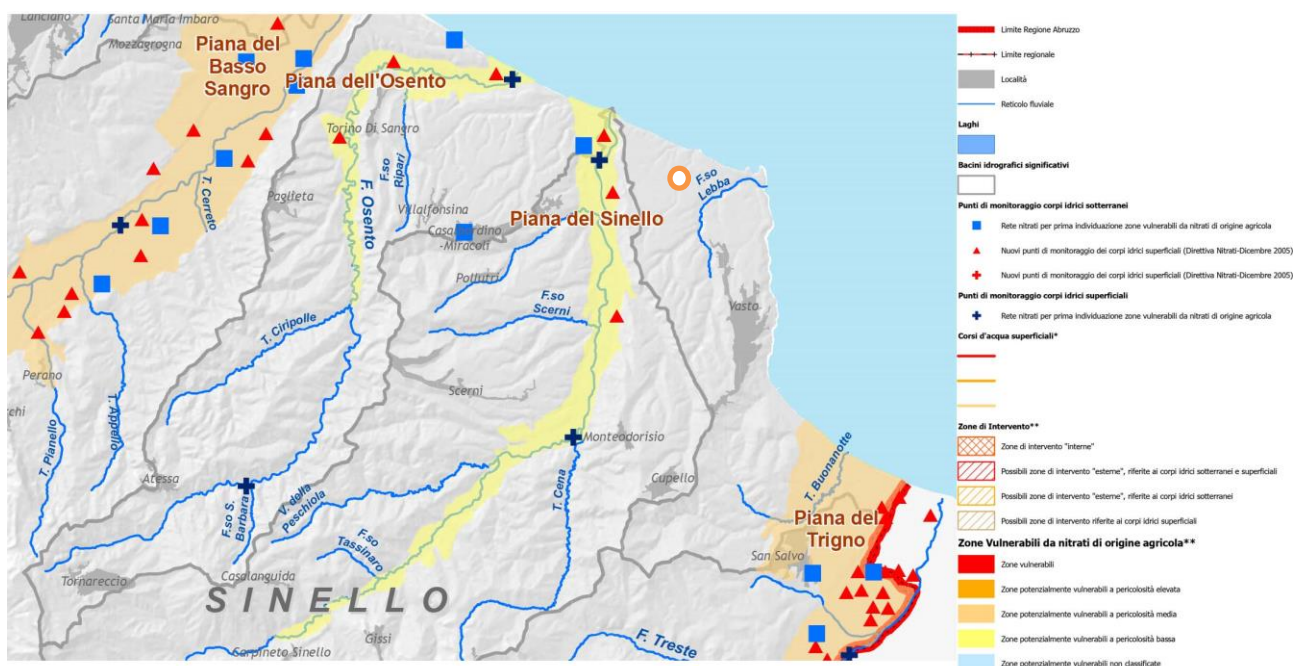 Lanciano
Santa Maria Imbaro
Mozzagrogna
Piana del
Basso
Sangro
Piana dell'Osento
Torino Di Sangro
F.so
Ripari
T. Cerreto
Paglieta
F. Osento
Villalfonsina
Casalbordino
-Miracoli
Pollutri
Piana del Sinello
F.so
Lebba
F.so
Scerni
Vasto
T. Ciripolle
Scerni
Perano
T. Pianello
T. Appello
Atessa
Monteodorisio
Cupello
T. Cena
F.so S.
Barbara
V. della
Peschiola
F.so
Tassinaro
T. Buonanotte
Piana del
Trigno
San Salvo
Tornareccio
Casalanguida
SINELLO
Gissi
Carpineto Sinello
F. Treste
Limite Regione Abruzzo
Limite regionale
Località
Reticolo fluviale
Laghi
Bacini idrografici significativi
Punti di monitoraggio corpi idrici sotterranei
Rete nitrati per prima individuazione zone vulnerabili da nitrati di origine agricola
Nuovi punti di monitoraggio dei corpi idrici superficiali (Direttiva Nitrati-Dicembre 2005)
Nuovi punti di monitoraggio dei corpi idrici superficiali (Direttiva Nitrati-Dicembre 2005)
Punti di monitoraggio corpi idrici superficiali
Rete nitrati per prima individuazione zone vulnerabili da nitrati di origine agricola
Corsi d'acqua superficiali*
Zone di Intervento**
Zone di intervento "interne"
Possibili zone di intervento "esterne", riferite ai corpi idrici sotterranei e superficiali
Possibili zone di intervento "esterne", riferite ai corpi idrici sotterranei
Possibili zone di intervento riferite ai corpi idrici superficiali
Zone Vulnerabili da nitrati di origine agricola**
Zone vulnerabili
Zone potenzialmente vulnerabili a pericolosità elevata
Zone potenzialmente vulnerabili a pericolosità media
Zone potenzialmente vulnerabili a pericolosità bassa
Zone potenzialmente vulnerabili non classificate